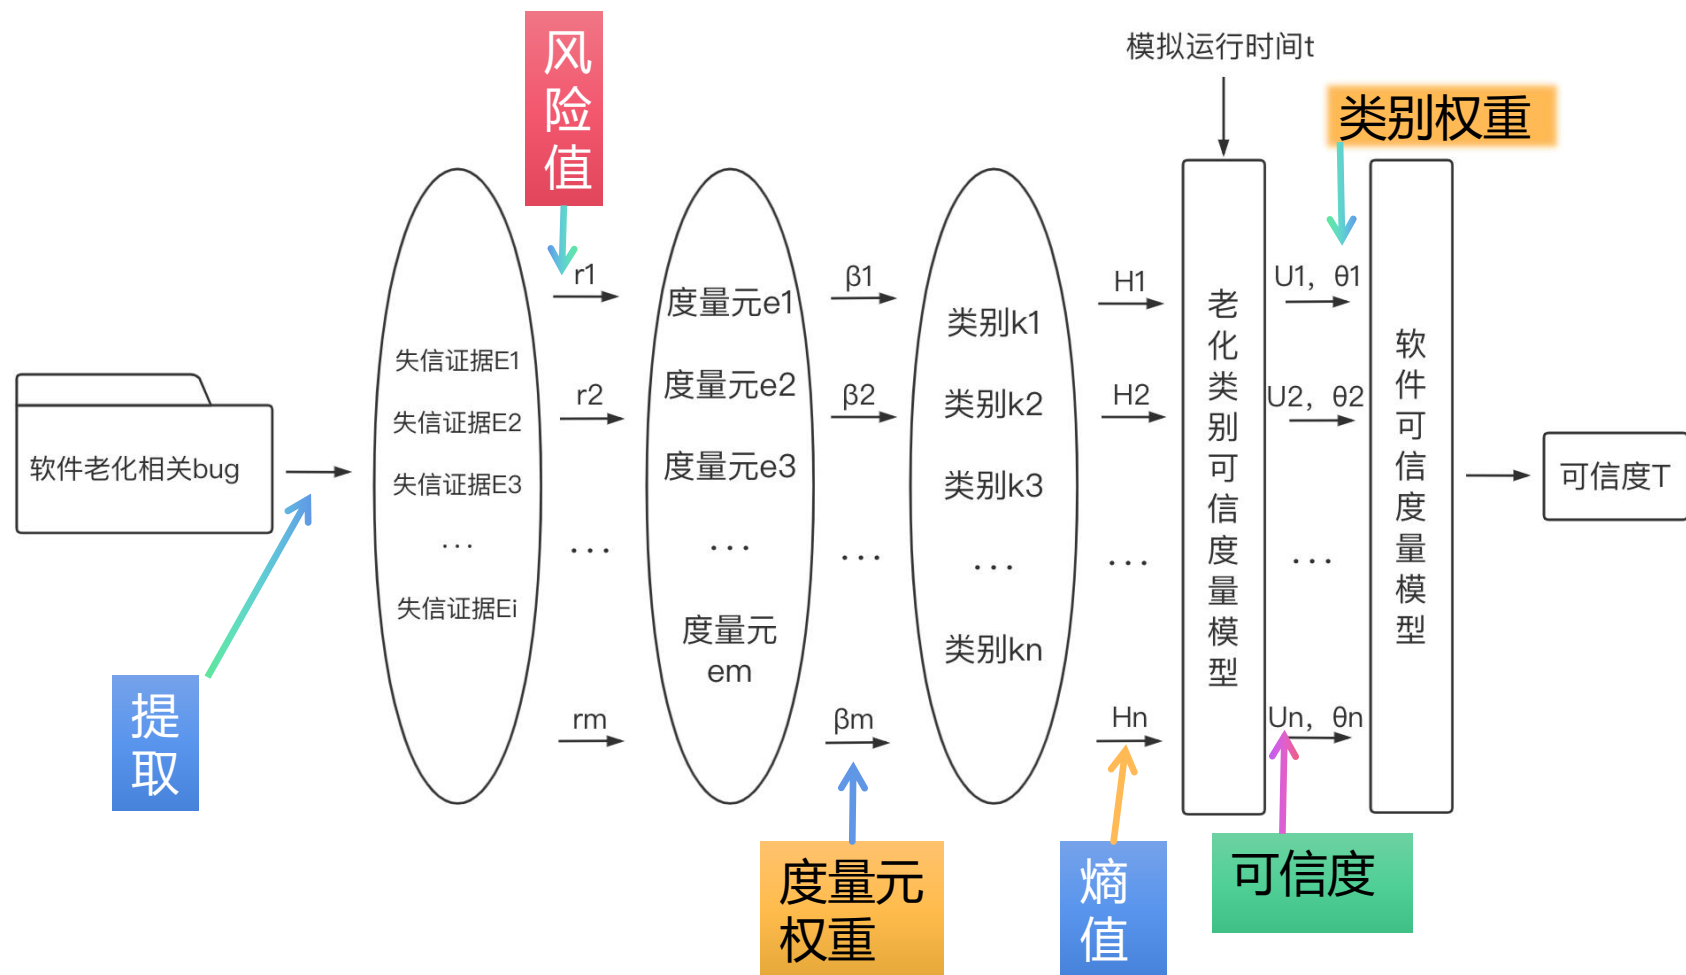 模拟运行时间t
风
险
值
类别权重
软件老化相关bug
提
取
失信证据E1
失信证据E2
失信证据E3
...
失信证据Ei
r1
r2
...
rm
度量元e1
度量元e2
度量元e3
...
度量元
em
β1
β2
...
βm
度量元
权重
类别k1
类别k2
类别k3
...
类别kn
H1
H2
...
Hn
熵
值
老
化
类
别
可
信
度
量
模
型
U1, θ1
U2, θ2
...
Un, θn
可信度
软
件
可
信
度
量
模
型
可信度T